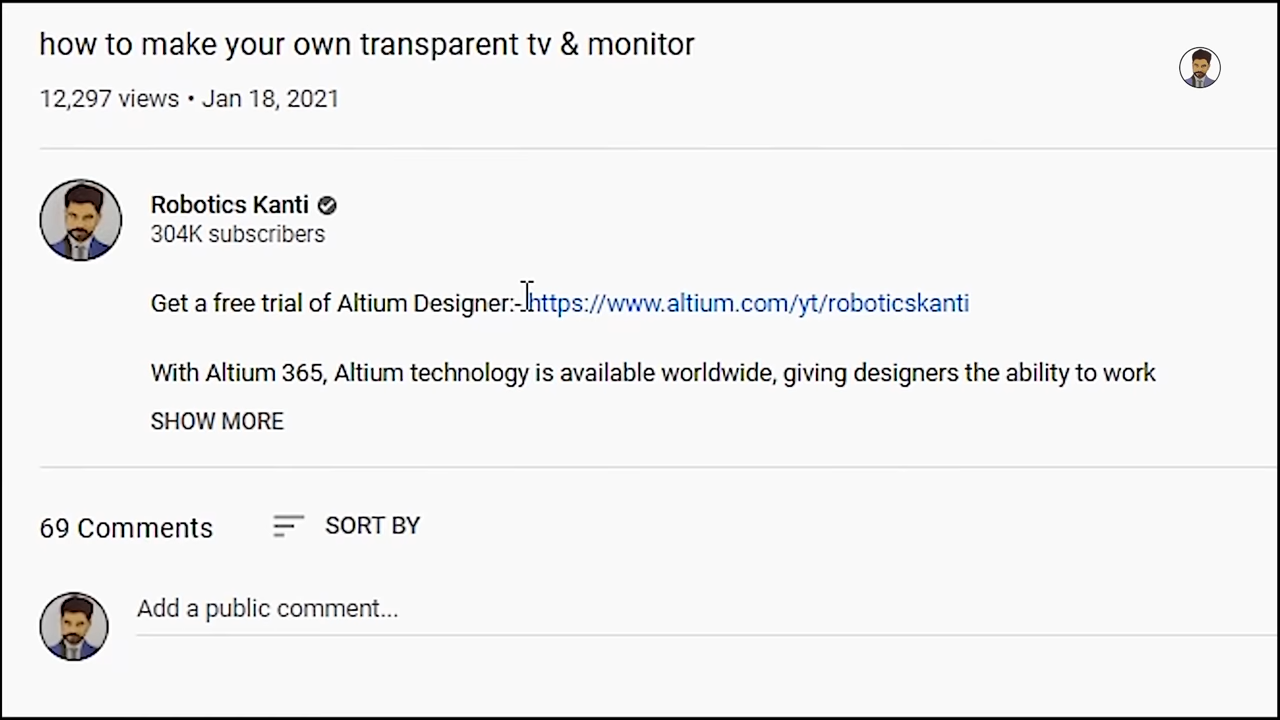 how to make your own transparent tv & monitor
12,297 views • Jan 18, 2021
Robotics Kanti
304K subscribers
Get a free trial of Altium Designer:- https://www.altium.com/yt/roboticskanti
With Altium 365, Altium technology is available worldwide, giving designers the ability to work
SHOW MORE
69 Comments SORT BY
Add a public comment...